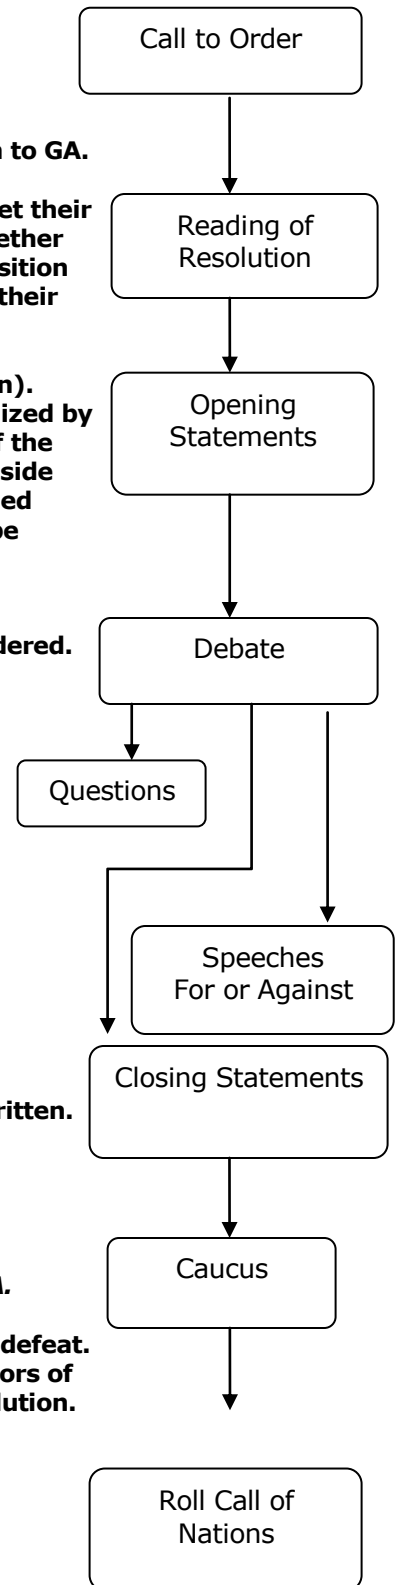 Call to Order
n to GA.
et their
ether
sition
their
Reading of
Resolution
n).
ized by
f the
side
ed
be
Opening
Statements
dered.
Debate
Questions
Speeches
For or Against
Closing Statements
ritten.
Caucus
A.
defeat.
ors of
lution.
Roll Call of
Nations